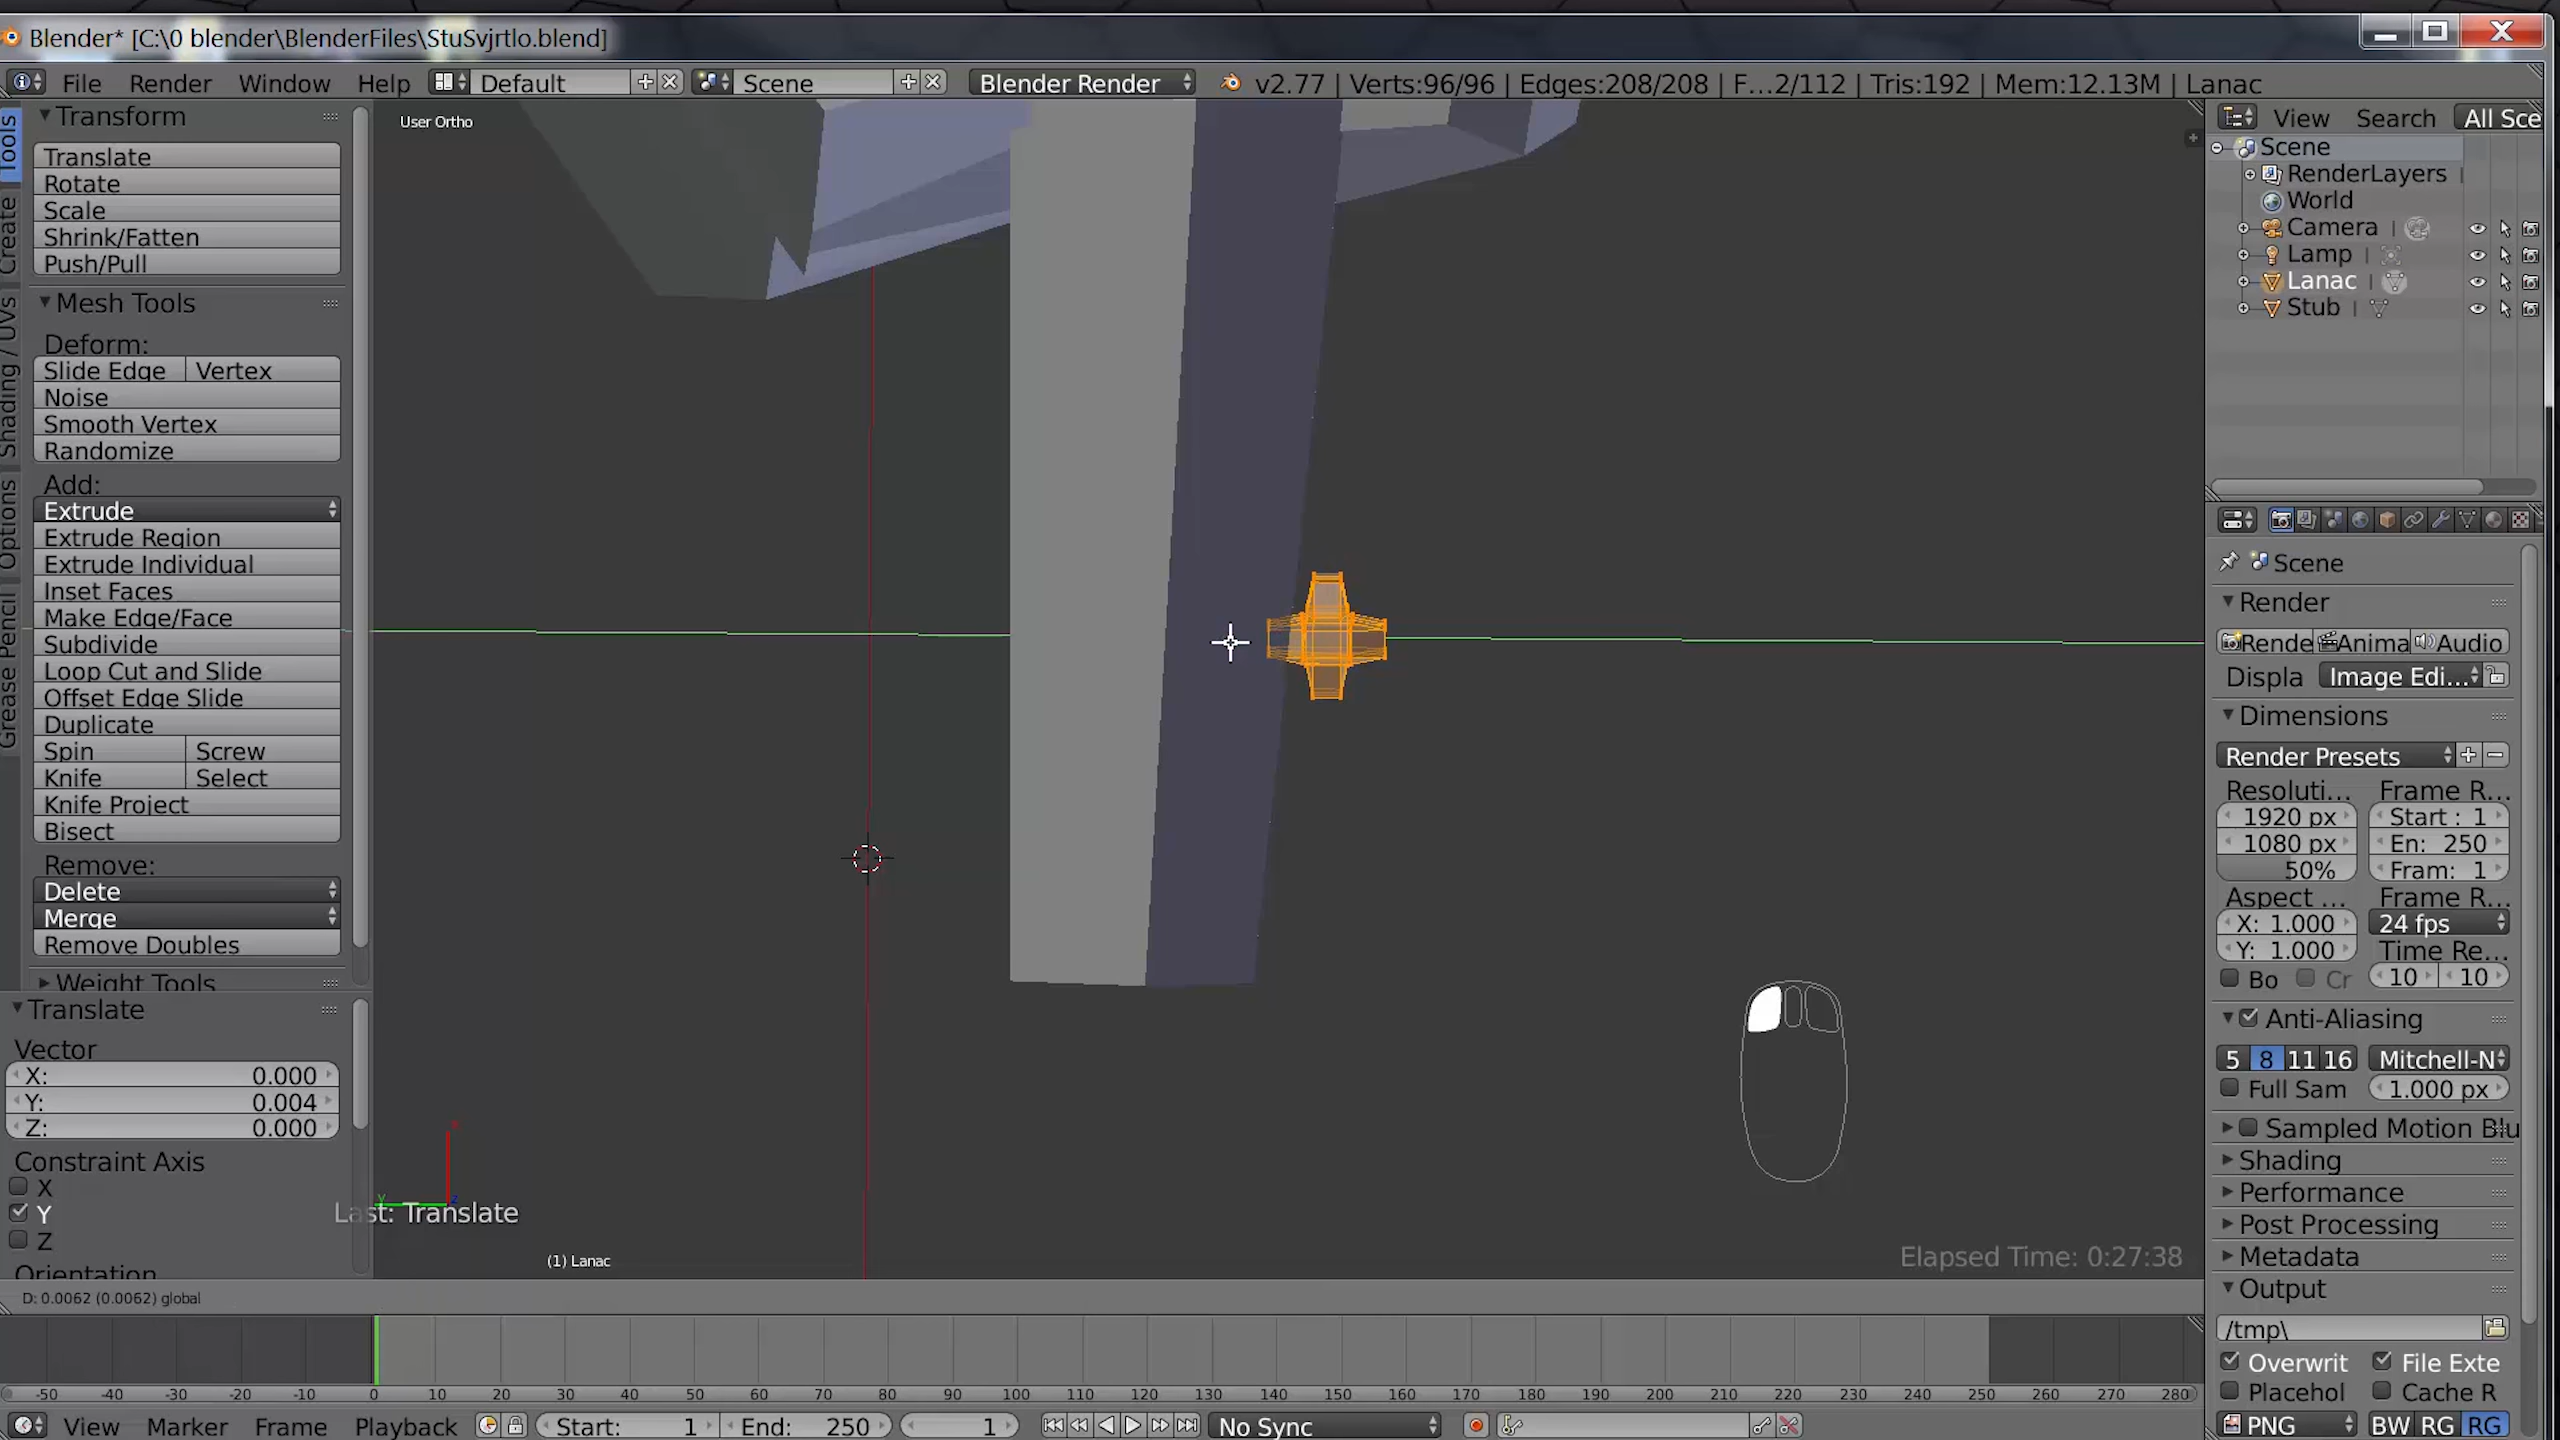 Blender* [C:\0 blender\BlenderFiles\StuSvjrtlo.blend]
File Render Window Help Default Scene Blender Render v2.77 | Verts:96/96 | Edges:208/208 | F...2/112 | Tris:192 | Mem:12.13M | Lanac
Tools
Create
Shading / UVs
Options
Grease Pencil
Transform
Translate
Rotate
Scale
Shrink/Fatten
Push/Pull
Mesh Tools
Deform:
Slide Edge Vertex
Noise
Smooth Vertex
Randomize
Add:
Extrude
Extrude Region
Extrude Individual
Inset Faces
Make Edge/Face
Subdivide
Loop Cut and Slide
Offset Edge Slide
Duplicate
Spin Screw
Knife Select
Knife Project
Bisect
Remove:
Delete
Merge
Remove Doubles
Weight Tools
Translate
Vector
X: 0.000
Y: 0.004
Z: 0.000
Constraint Axis
X
Y
Z
Orientation
User Ortho
y
z
Last: Translate
(1) Lanac
Elapsed Time: 0:27:38
D: 0.0062 (0.0062) global
-50 -40 -30 -20 -10 0 10 20 30 40 50 60 70 80 90 100 110 120 130 140 150 160 170 180 190 200 210 220 230 240 250 260 270 280
View Marker Frame Playback Start: 1 End: 250 1 No Sync
View Search All Sce
Scene
RenderLayers
World
Camera
Lamp
Lanac
Stub
Scene
Render
Rende Anima Audio
Displa Image Edi...
Dimensions
Render Presets
Resoluti... Frame R...
1920 px Start : 1
1080 px En: 250
50% Fram: 1
Aspect ... Frame R...
X: 1.000 24 fps
Y: 1.000 Time Re...
Bo Cr 10 10
Anti-Aliasing
5 8 11 16 Mitchell-N
Full Sam 1.000 px
Sampled Motion Blu
Shading
Performance
Post Processing
Metadata
Output
/tmp\
Overwrit File Exte
Placehol Cache R
PNG BW RG RG